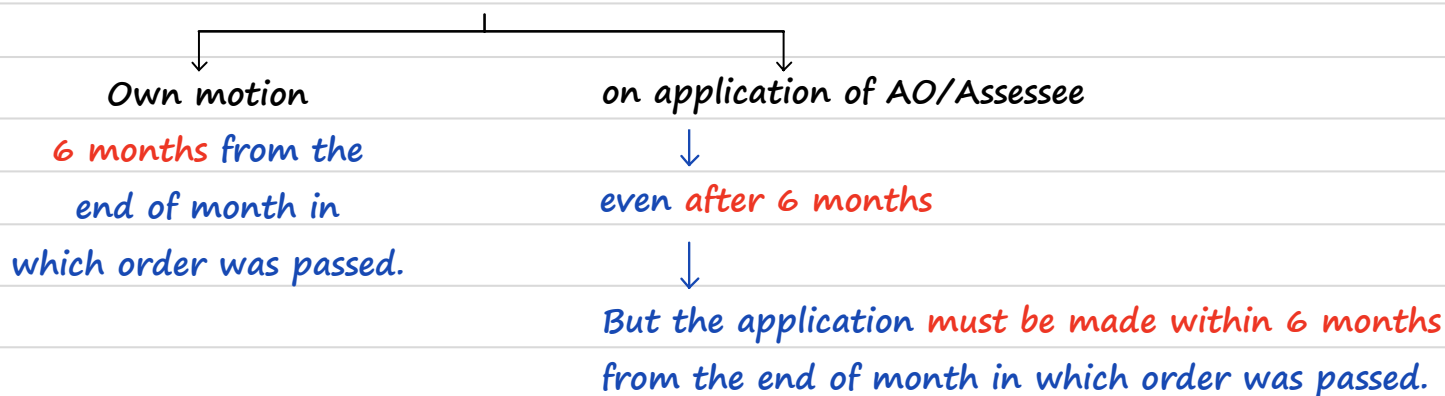 Own motion
6 months from the
end of month in
which order was passed.
on application of AO/Assessee
even after 6 months
But the application must be made within 6 months
from the end of month in which order was passed.